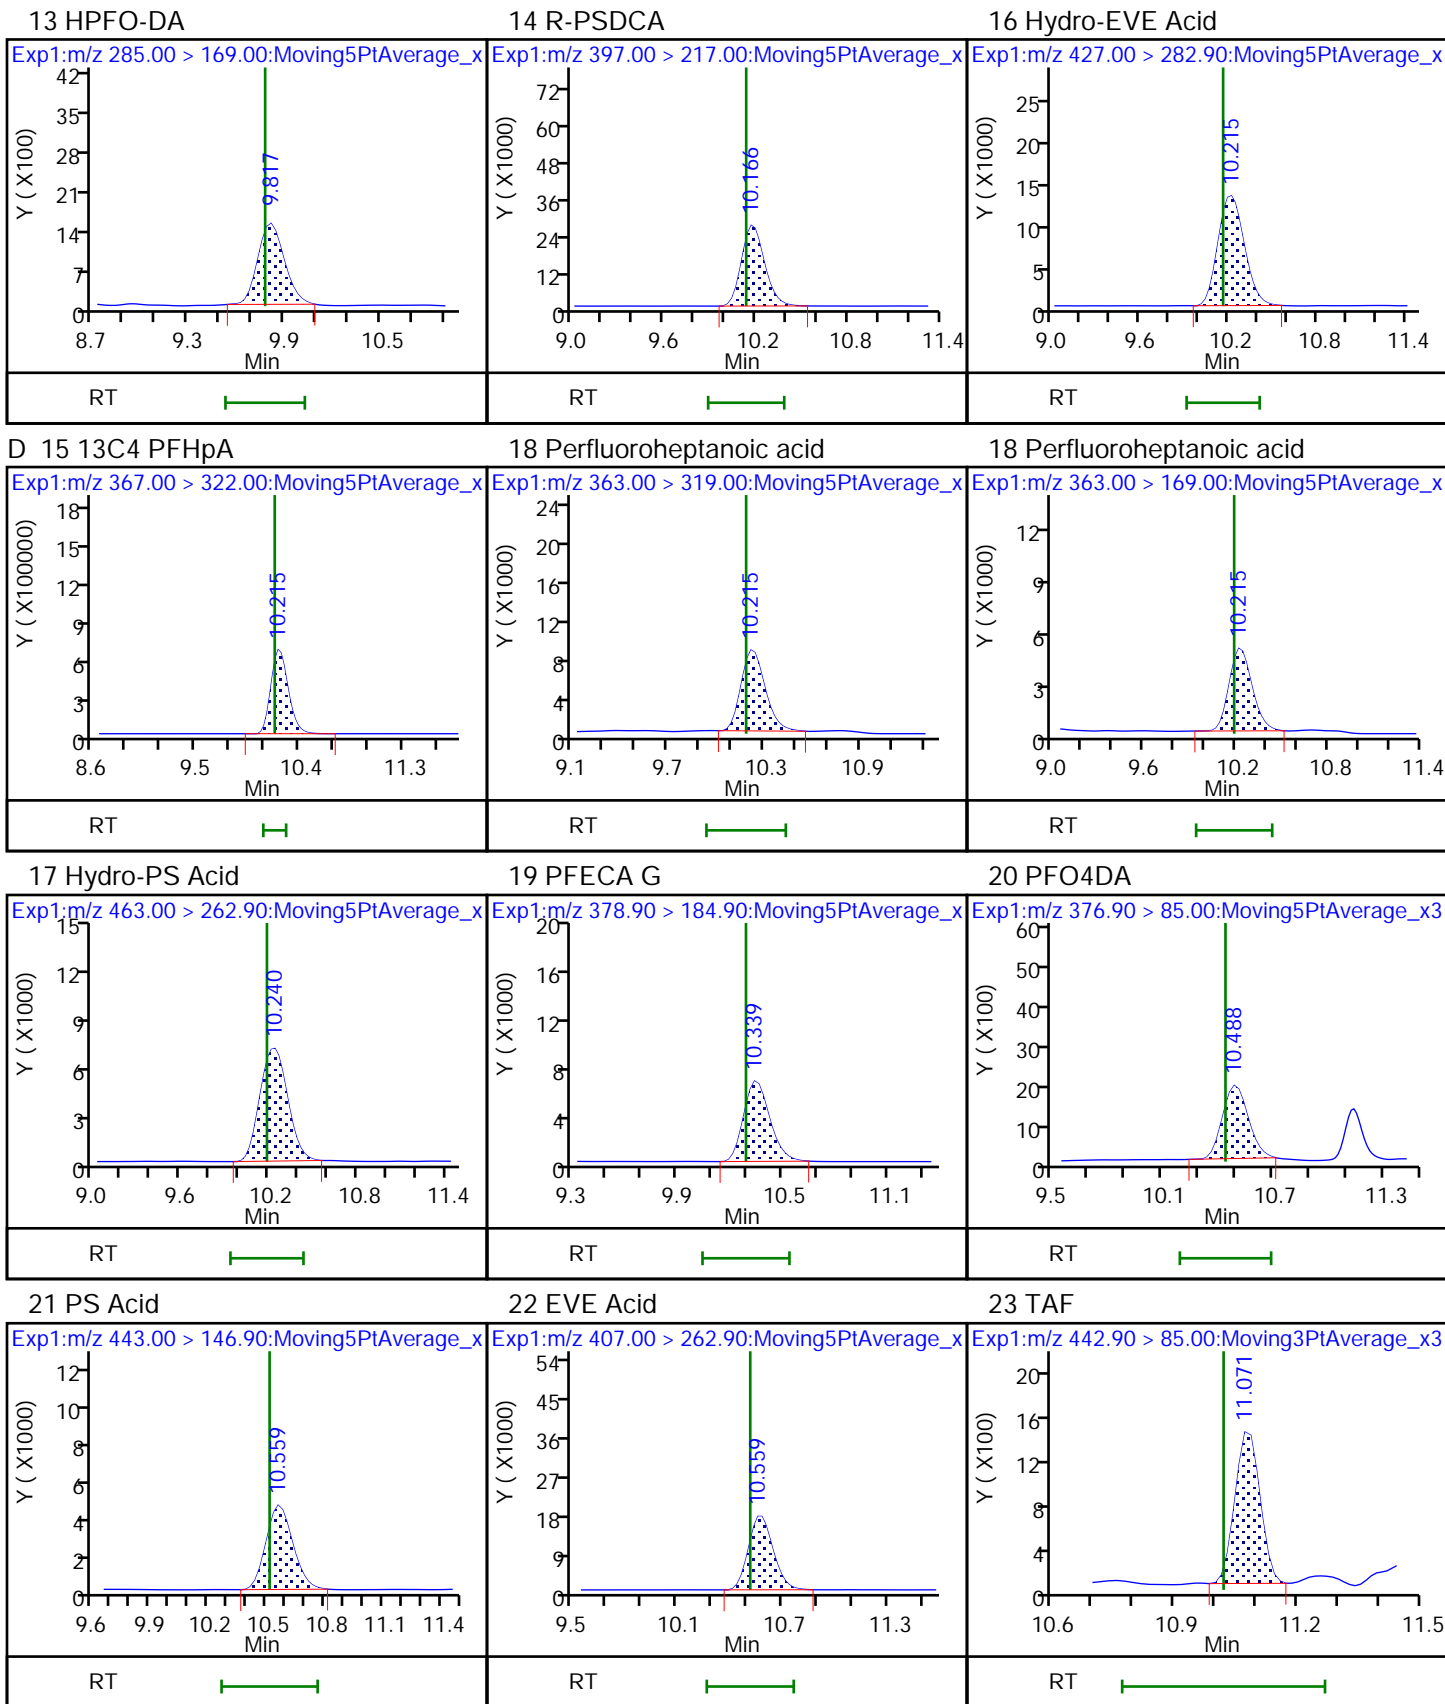 13 HPFO-DA
Exp1:m/z 285.00 > 169.00:Moving5PtAverage_x
Y ( X100)
42
35
28
21
14
7
0
9.817
8.7 9.3 9.9 10.5
Min
RT
14 R-PSDCA
Exp1:m/z 397.00 > 217.00:Moving5PtAverage_x
Y ( X1000)
72
60
48
36
24
12
0
10.166
9.0 9.6 10.2 10.8 11.4
Min
RT
16 Hydro-EVE Acid
Exp1:m/z 427.00 > 282.90:Moving5PtAverage_x
Y ( X1000)
25
20
15
10
5
0
10.215
9.0 9.6 10.2 10.8 11.4
Min
RT
D 15 13C4 PFHpA
Exp1:m/z 367.00 > 322.00:Moving5PtAverage_x
Y ( X100000)
18
15
12
9
6
3
0
10.215
8.6 9.5 10.4 11.3
Min
RT
18 Perfluoroheptanoic acid
Exp1:m/z 363.00 > 319.00:Moving5PtAverage_x
Y ( X1000)
24
20
16
12
8
4
0
10.215
9.1 9.7 10.3 10.9
Min
RT
18 Perfluoroheptanoic acid
Exp1:m/z 363.00 > 169.00:Moving5PtAverage_x
Y ( X1000)
12
9
6
3
0
10.215
9.0 9.6 10.2 10.8 11.4
Min
RT
17 Hydro-PS Acid
Exp1:m/z 463.00 > 262.90:Moving5PtAverage_x
Y ( X1000)
15
12
9
6
3
0
10.240
9.0 9.6 10.2 10.8 11.4
Min
RT
19 PFECA G
Exp1:m/z 378.90 > 184.90:Moving5PtAverage_x
Y ( X1000)
20
16
12
8
4
0
10.339
9.3 9.9 10.5 11.1
Min
RT
20 PFO4DA
Exp1:m/z 376.90 > 85.00:Moving5PtAverage_x3
Y ( X100)
60
50
40
30
20
10
0
10.488
9.5 10.1 10.7 11.3
Min
RT
21 PS Acid
Exp1:m/z 443.00 > 146.90:Moving5PtAverage_x
Y ( X1000)
12
10
8
6
4
2
0
10.559
9.6 9.9 10.2 10.5 10.8 11.1 11.4
Min
RT
22 EVE Acid
Exp1:m/z 407.00 > 262.90:Moving5PtAverage_x
Y ( X1000)
54
45
36
27
18
9
0
10.559
9.5 10.1 10.7 11.3
Min
RT
23 TAF
Exp1:m/z 442.90 > 85.00:Moving3PtAverage_x3
Y ( X100)
20
16
12
8
4
0
11.071
10.6 10.9 11.2 11.5
Min
RT